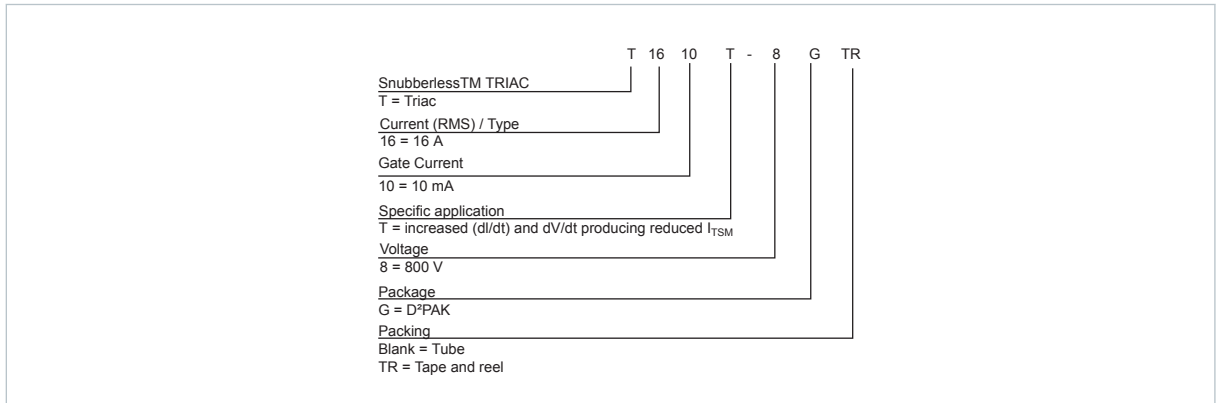 T 16 10 T - 8 G TR
SnubberlessTM TRIAC
T = Triac
Current (RMS) / Type
16 = 16 A
Gate Current
10 = 10 mA
Specific application
T = increased (dI/dt) and dV/dt producing reduced ITSM
Voltage
8 = 800 V
Package
G = D²PAK
Packing
Blank = Tube
TR = Tape and reel